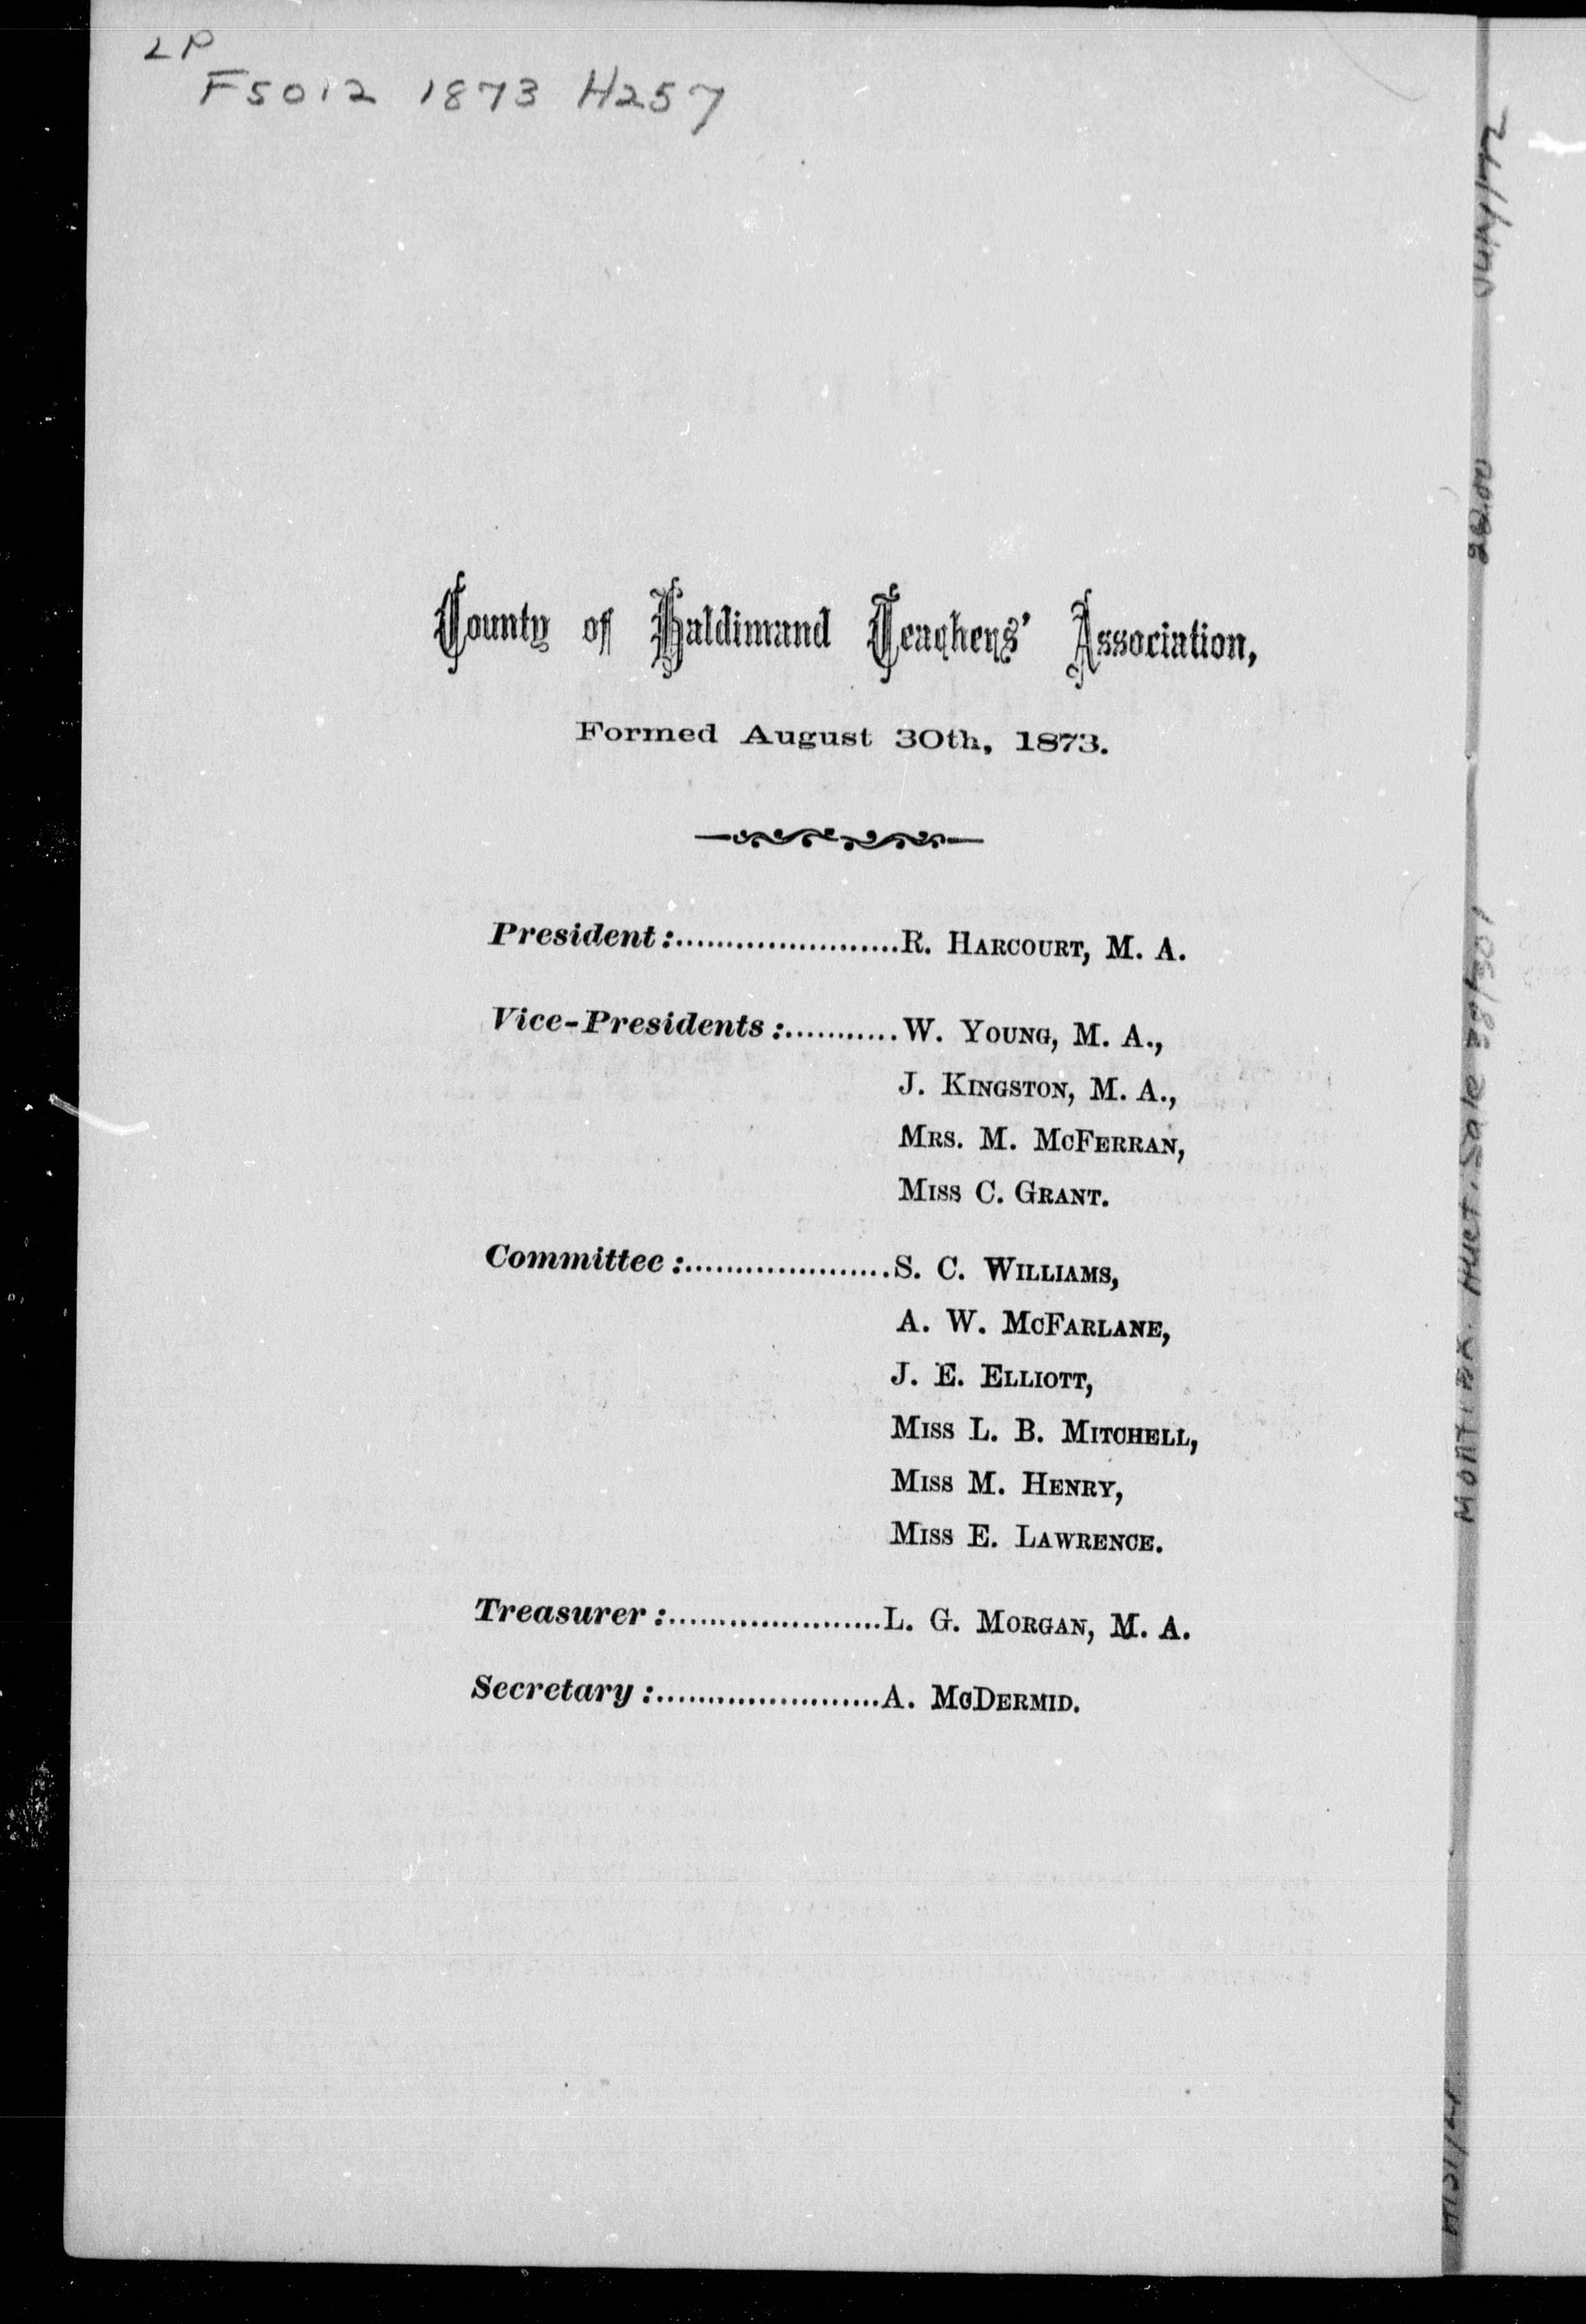 LP
F5012 1873 H257
County of Haldimand Teachers' Association,
Formed August 30th, 1873.
President:......................R. HARCOURT, M. A.
Vice-Presidents:...........W. YOUNG, M. A.,
J. KINGSTON, M. A.,
MRS. M. MCFERRAN,
MISS C. GRANT.
Committee:....................S. C. WILLIAMS,
A. W. MCFARLANE,
J. E. ELLIOTT,
MISS L. B. MITCHELL,
MISS M. HENRY,
MISS E. LAWRENCE.
Treasurer:.....................L. G. MORGAN, M. A.
Secretary:......................A. MCDERMID.